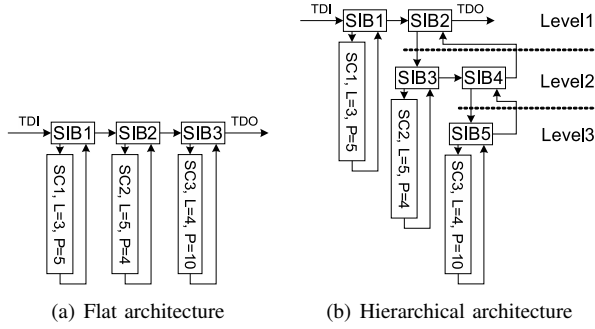 TDI
SIB1
SIB2
TDO
Level1
SC1, L=3, P=5
SIB3
SIB4
Level2
SC2, L=5, P=4
SIB5
Level3
SC3, L=4, P=10
TDI
SIB1
SIB2
SIB3
TDO
SC1, L=3, P=5
SC2, L=5, P=4
SC3, L=4, P=10
(a) Flat architecture
(b) Hierarchical architecture